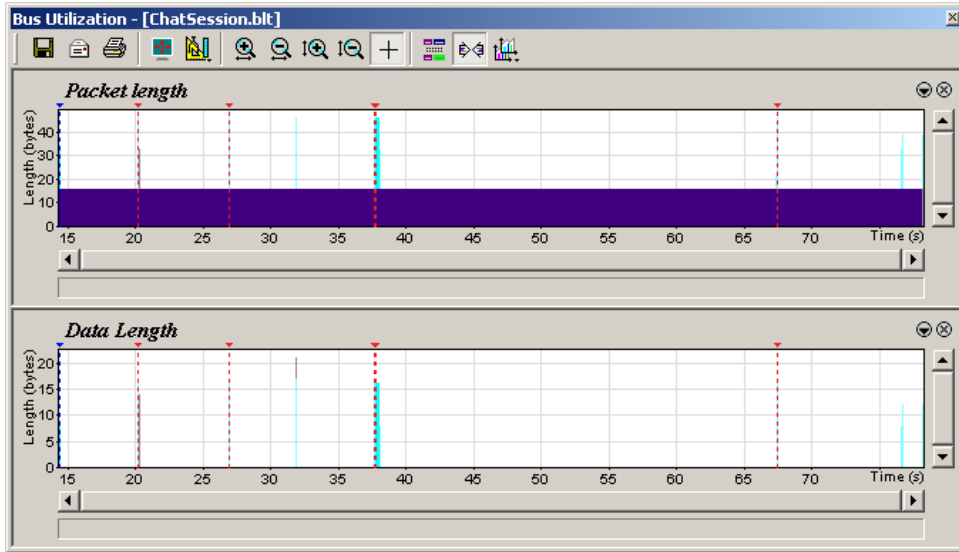 Bus Utilization - [ChatSession.blt]
Packet length
Length (bytes)
40
30
20
10
0
15 20 25 30 35 40 45 50 55 60 65 70 Time (s)
Data Length
Length (bytes)
20
15
10
5
0
15 20 25 30 35 40 45 50 55 60 65 70 Time (s)